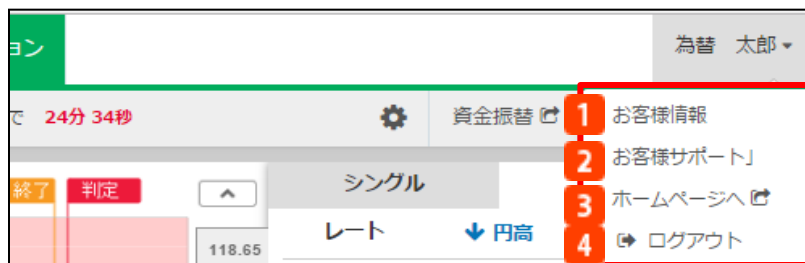 ョン
為替 太郎
で 24分 34秒
資金振替
1 お客様情報
2 お客様サポート」
3 ホームページへ
4 ログアウト
終了 判定
シングル
レート 円高
118.65